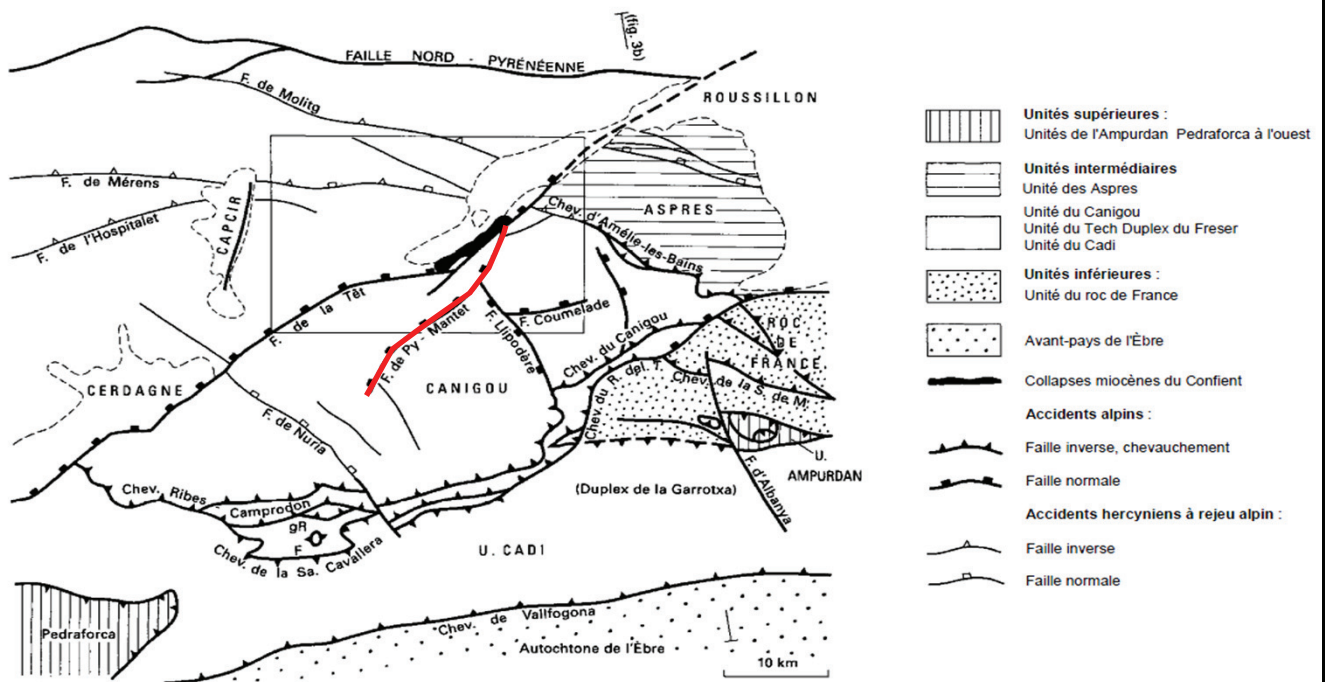 (fig. 3b)
FAILLE NORD - PYRÉNÉENNE
F. de Molitg
ROUSSILLON
F. de Mérens
CAPCIR
F. de l'Hospitalet
ASPRES
Chev. d'Amélie-les-Bains
F. de la Têt
F. de Py - Mantet
F. Llipodère
F. Coumelade
Chev. du Canigou
ROC
DE
FRANCE
CERDAGNE
CANIGOU
Chev. du R. del T.
Chev. de la S. de M.
F. de Nuria
U.
AMPURDAN
F. d'Albanya
(Duplex de la Garrotxa)
Chev. Ribes
Camprodon
gR
F
Chev. de la Sa. Cavallera
U. CADI
Pedraforca
Chev. de Vallfogona
Autochtone de l'Èbre
10 km
Unités supérieures :
Unités de l'Ampurdan Pedraforca à l'ouest
Unités intermédiaires
Unité des Aspres
Unité du Canigou
Unité du Tech Duplex du Freser
Unité du Cadi
Unités inférieures :
Unité du roc de France
Avant-pays de l'Èbre
Collapses miocènes du Confient
Accidents alpins :
Faille inverse, chevauchement
Faille normale
Accidents hercyniens à rejeu alpin :
Faille inverse
Faille normale